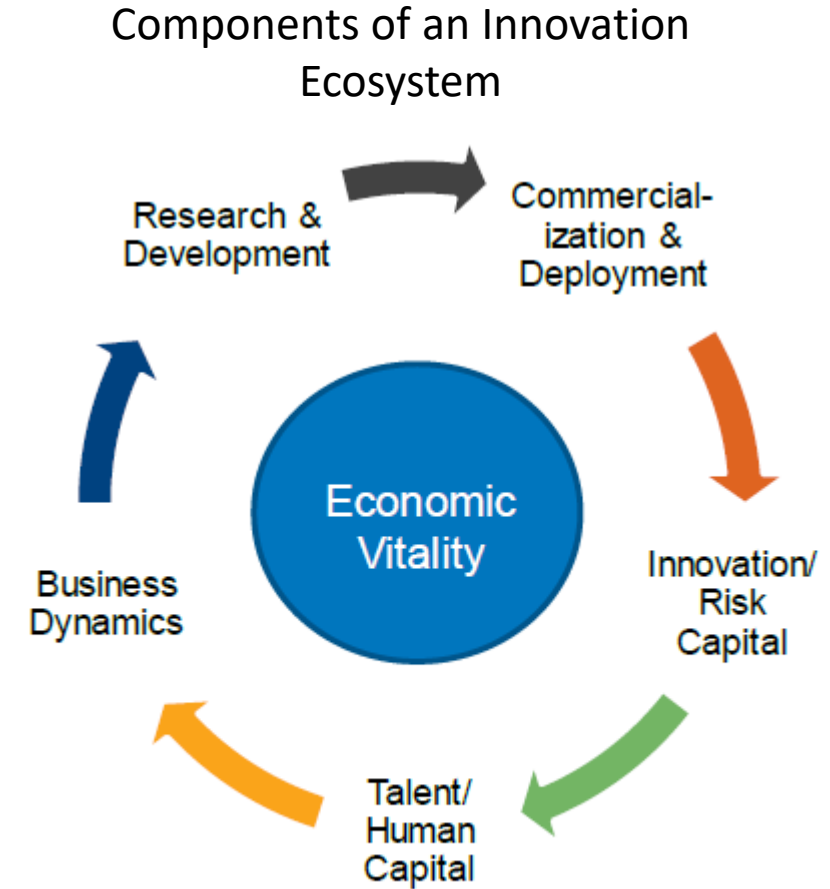 Components of an Innovation
Ecosystem
Research &
Development
Commercial-
ization &
Deployment
Economic
Vitality
Innovation/
Risk
Capital
Business
Dynamics
Talent/
Human
Capital